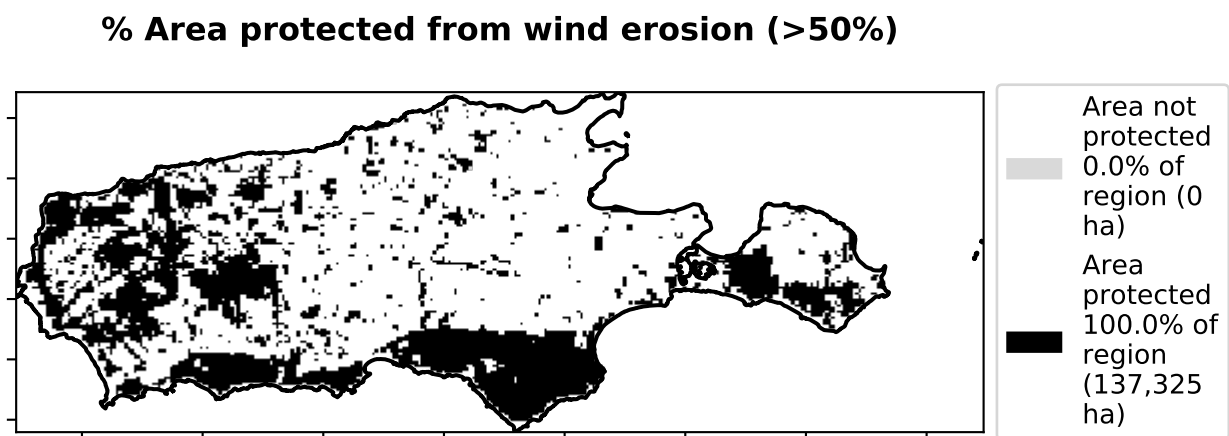 % Area protected from wind erosion (>50%)
Area not
protected
0.0% of
region (0
ha)
Area
protected
100.0% of
region
(137,325
ha)